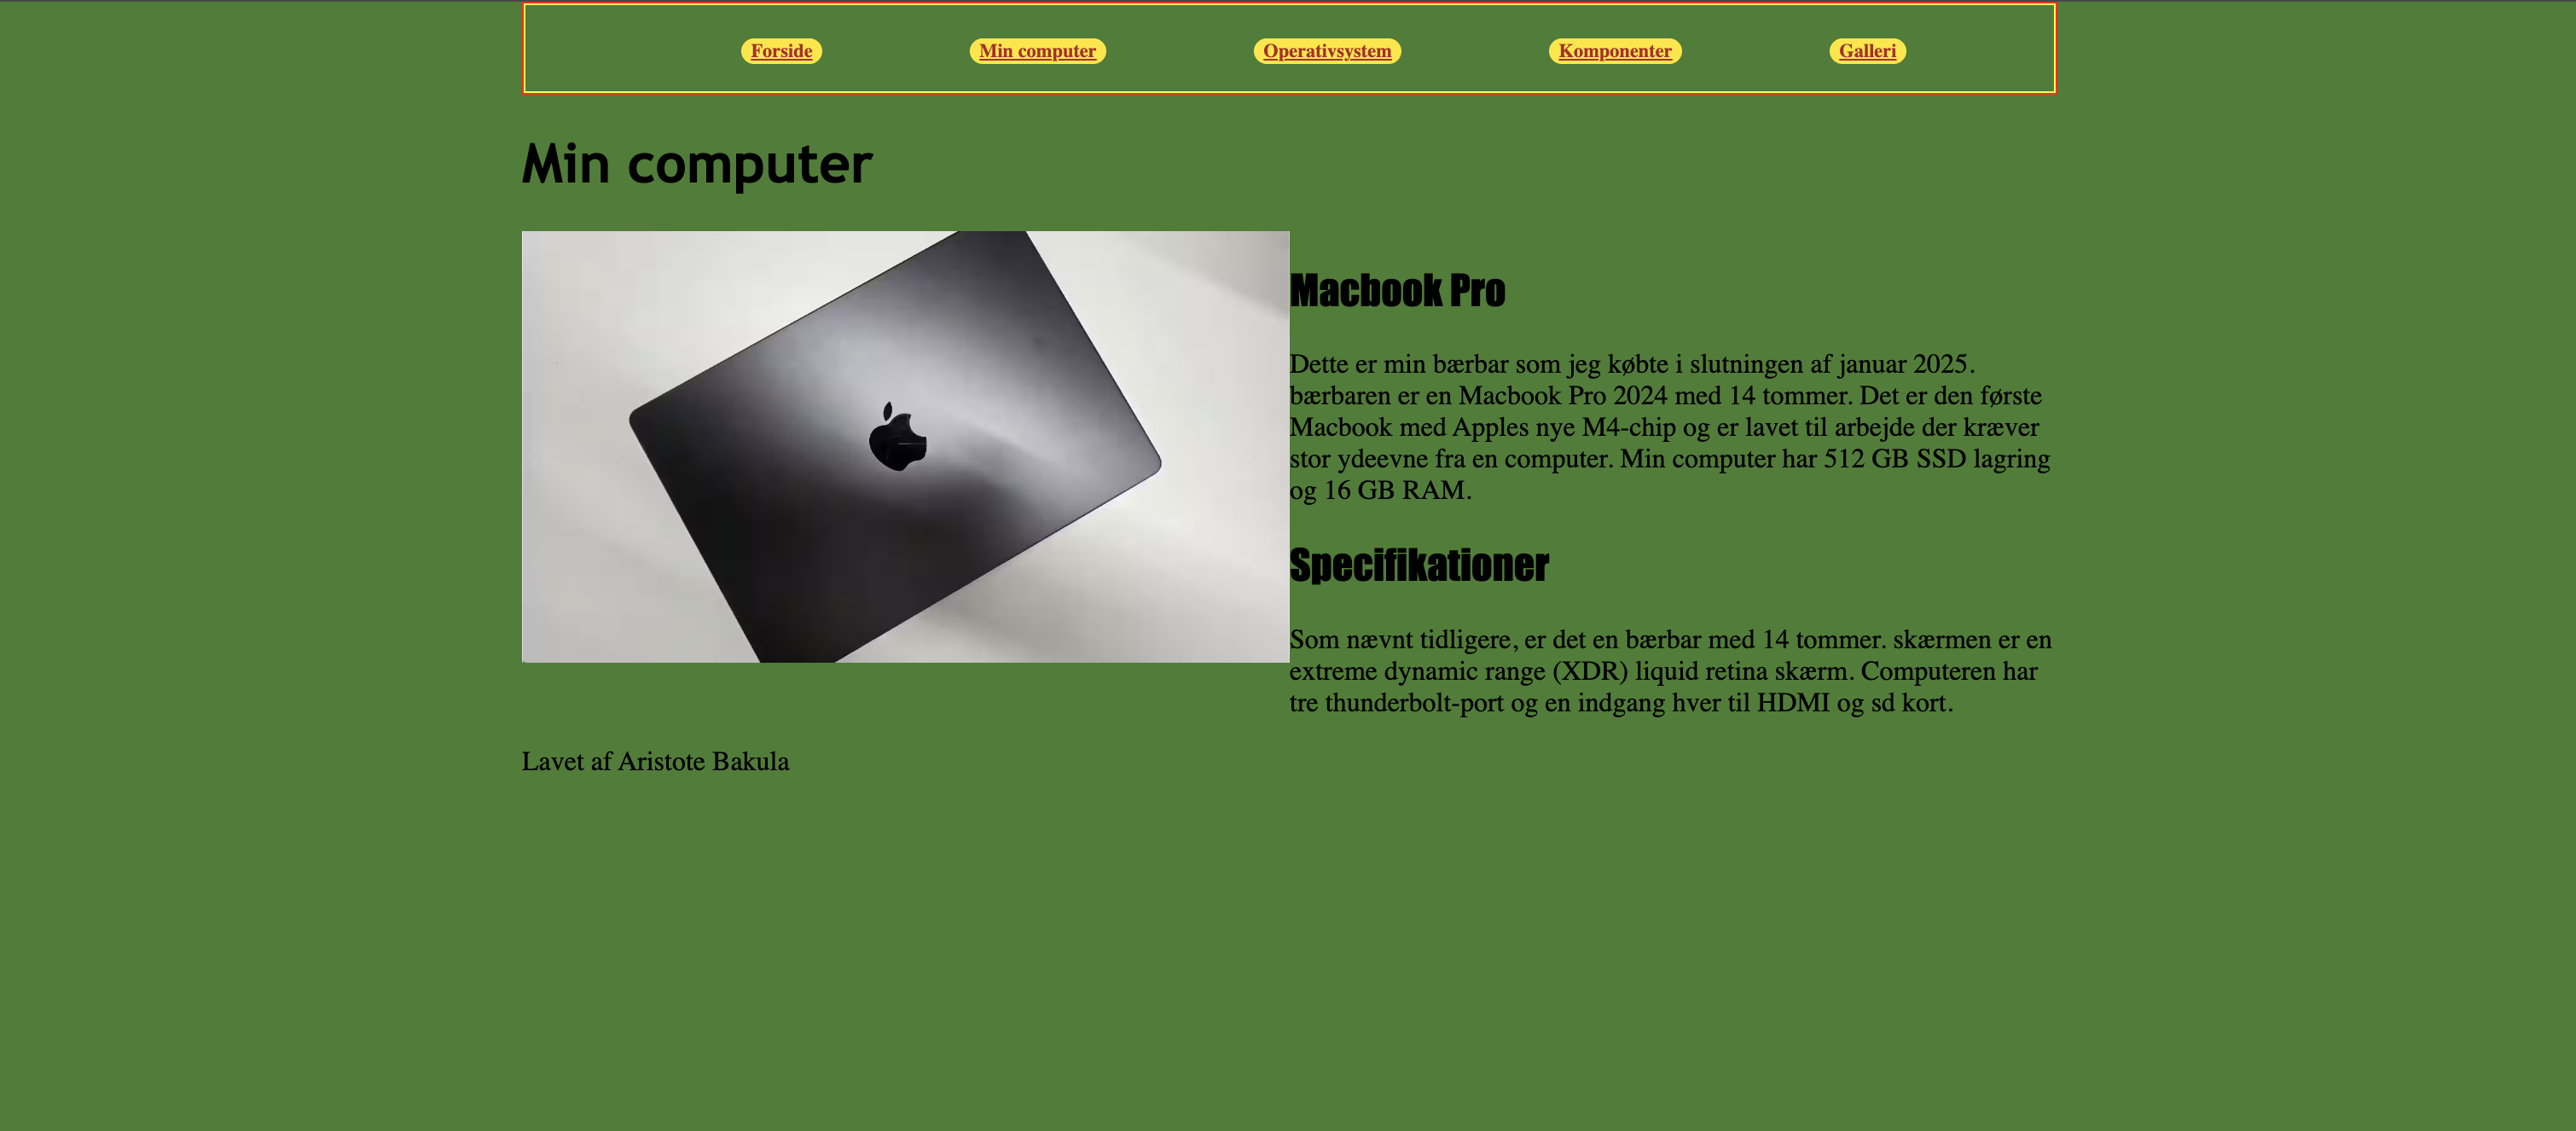 Forside Min computer Operativsystem Komponenter Galleri
Min computer
Macbook Pro
Dette er min bærbar som jeg købte i slutningen af januar 2025.
bærbaren er en Macbook Pro 2024 med 14 tommer. Det er den første
Macbook med Apples nye M4-chip og er lavet til arbejde der kræver
stor ydeevne fra en computer. Min computer har 512 GB SSD lagring
og 16 GB RAM.
Specifikationer
Som nævnt tidligere, er det en bærbar med 14 tommer. skærmen er en
extreme dynamic range (XDR) liquid retina skærm. Computeren har
tre thunderbolt-port og en indgang hver til HDMI og sd kort.
Lavet af Aristote Bakula